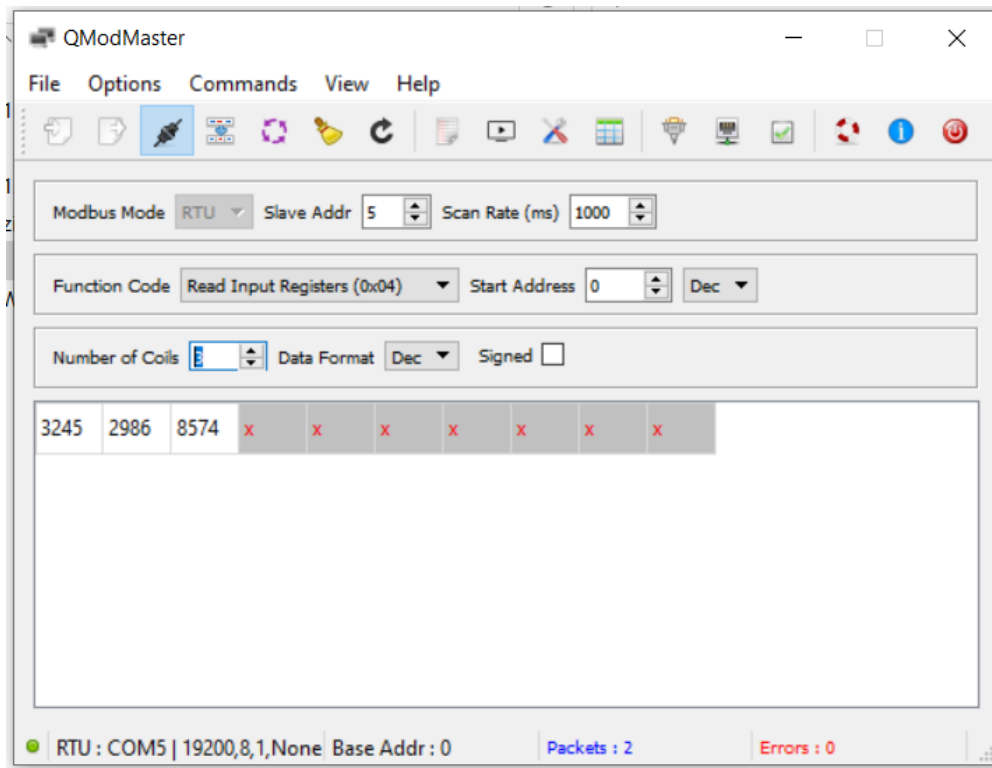 QModMaster
File Options Commands View Help
Modbus Mode RTU Slave Addr 5 Scan Rate (ms) 1000
Function Code Read Input Registers (0x04) Start Address 0 Dec
Number of Coils 3 Data Format Dec Signed
3245 2986 8574 x x x x x x x
RTU : COM5 | 19200,8,1,None Base Addr : 0 Packets : 2 Errors : 0